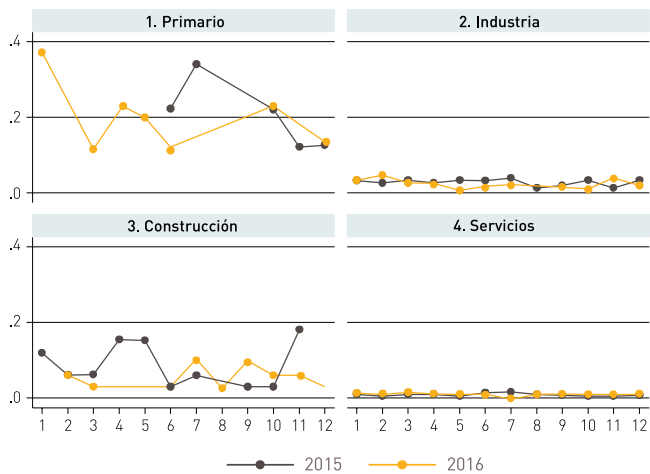 1. Primario
2. Industria
.4
.2
.0
3. Construcción
4. Servicios
.4
.2
.0
1 2 3 4 5 6 7 8 9 10 11 12
1 2 3 4 5 6 7 8 9 10 11 12
2015 2016